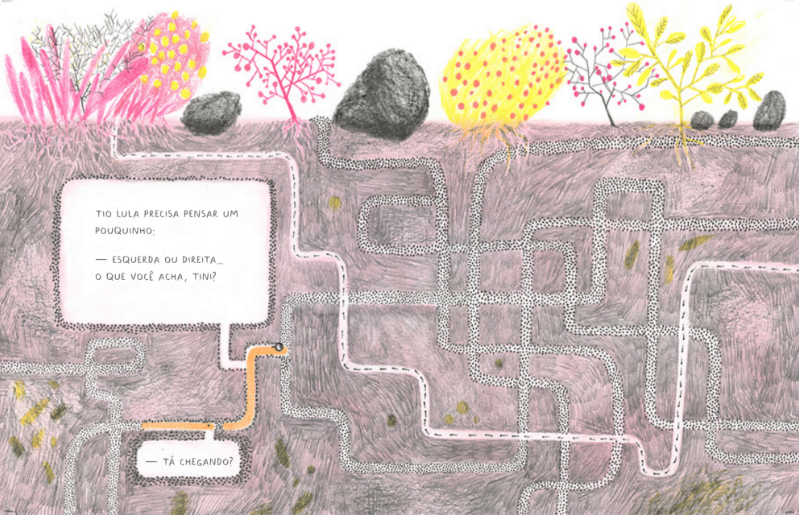 TIO LULA PRECISA PENSAR UM
POUQUINHO:
— ESQUERDA OU DIREITA...
O QUE VOCÊ ACHA, TINI?
— TÁ CHEGANDO?